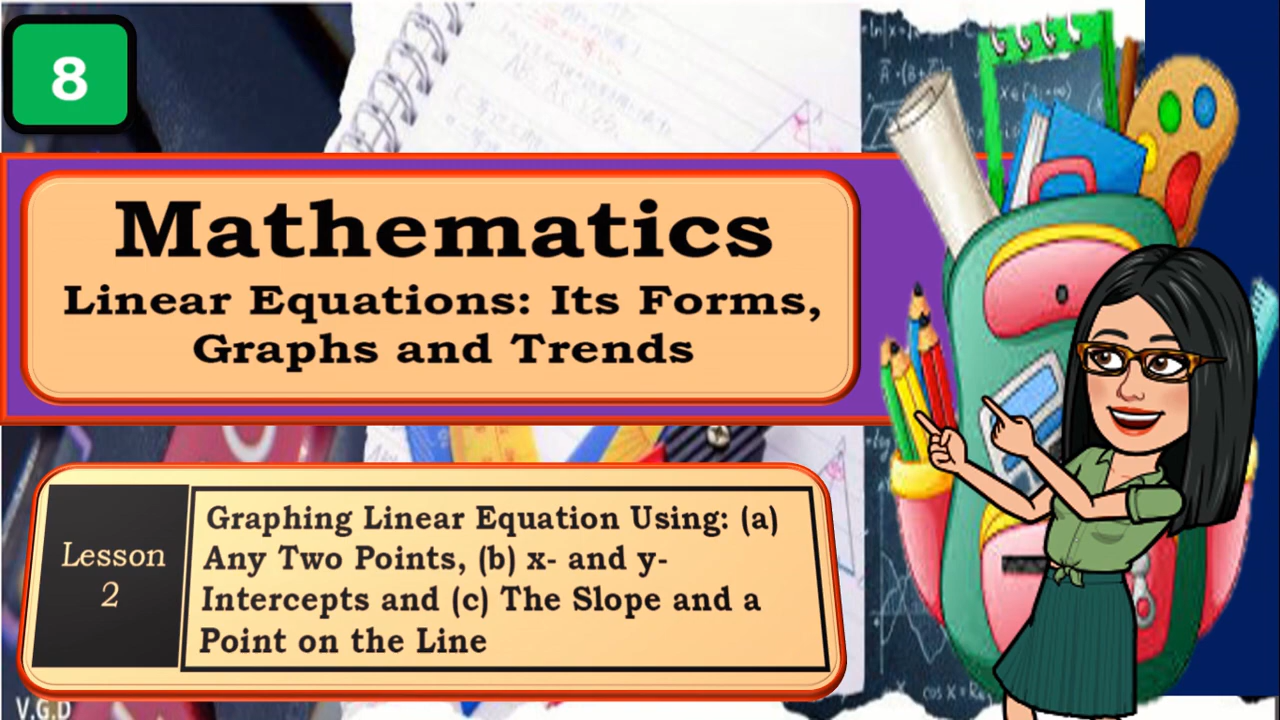 8
Mathematics
Linear Equations: Its Forms,
Graphs and Trends
Lesson
2
Graphing Linear Equation Using: (a)
Any Two Points, (b) x- and y-
Intercepts and (c) The Slope and a
Point on the Line
V.G.D